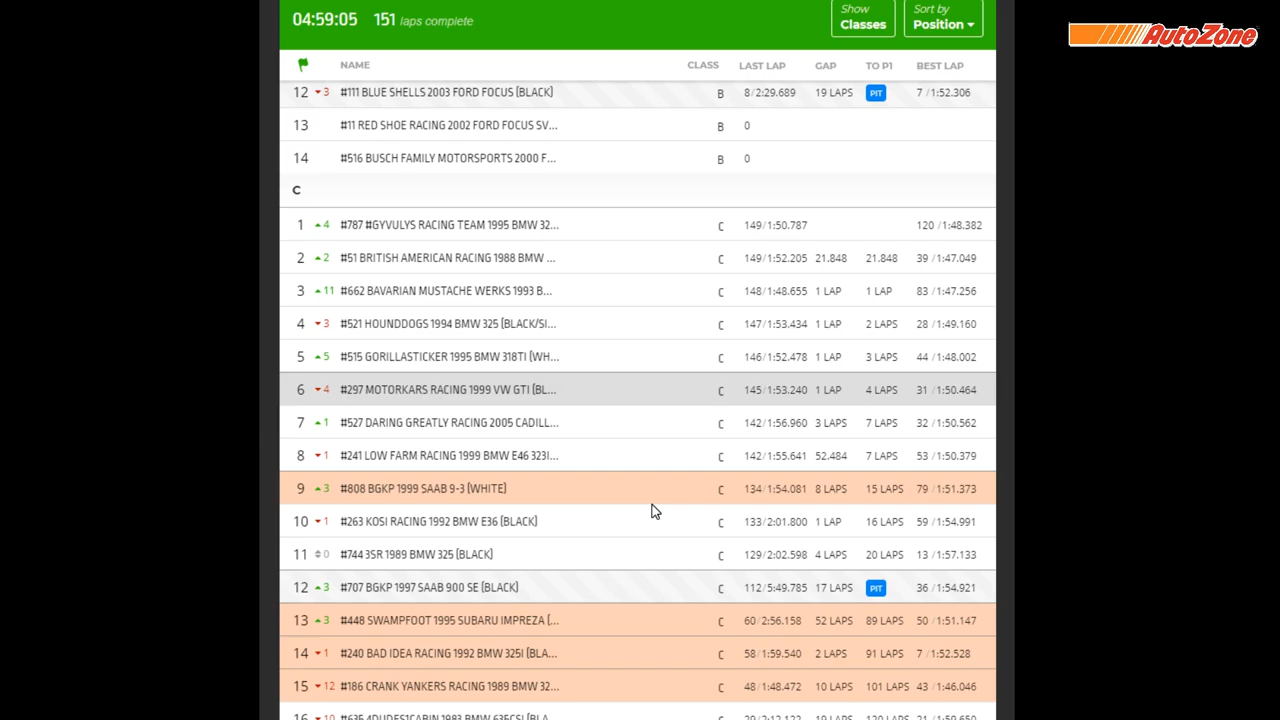 04:59:05 151 laps complete Show Classes Sort by Position
AutoZone
NAME CLASS LAST LAP GAP TO P1 BEST LAP
12 3 #111 BLUE SHELLS 2003 FORD FOCUS (BLACK) B 8/2:29.689 19 LAPS PIT 7 /1:52.306
13 #11 RED SHOE RACING 2002 FORD FOCUS SV... B 0
14 #516 BUSCH FAMILY MOTORSPORTS 2000 F... B 0
C
1 4 #787 #GYVULYS RACING TEAM 1995 BMW 32... C 149/1:50.787 120 /1:48.382
2 2 #51 BRITISH AMERICAN RACING 1988 BMW ... C 149/1:52.205 21.848 21.848 39 /1:47.049
3 11 #662 BAVARIAN MUSTACHE WERKS 1993 B... C 148/1:48.655 1 LAP 1 LAP 83 /1:47.256
4 3 #521 HOUNDDOGS 1994 BMW 325 (BLACK/SI... C 147/1:53.434 1 LAP 2 LAPS 28 /1:49.160
5 5 #515 GORILLASTICKER 1995 BMW 318TI (WH... C 146/1:52.478 1 LAP 3 LAPS 44 /1:48.002
6 4 #297 MOTORKARS RACING 1999 VW GTI (BL... C 145/1:53.240 1 LAP 4 LAPS 31 /1:50.464
7 1 #527 DARING GREATLY RACING 2005 CADILL... C 142/1:56.960 3 LAPS 7 LAPS 32 /1:50.562
8 1 #241 LOW FARM RACING 1999 BMW E46 323I... C 142/1:55.641 52.484 7 LAPS 53 /1:50.379
9 3 #808 BGKP 1999 SAAB 9-3 (WHITE) C 134/1:54.081 8 LAPS 15 LAPS 79 /1:51.373
10 1 #263 KOSI RACING 1992 BMW E36 (BLACK) C 133/2:01.800 1 LAP 16 LAPS 59 /1:54.991
11 0 #744 3SR 1989 BMW 325 (BLACK) C 129/2:02.598 4 LAPS 20 LAPS 13 /1:57.133
12 3 #707 BGKP 1997 SAAB 900 SE (BLACK) C 112/5:49.785 17 LAPS PIT 36 /1:54.921
13 3 #448 SWAMPFOOT 1995 SUBARU IMPREZA (... C 60/2:56.158 52 LAPS 89 LAPS 50 /1:51.147
14 1 #240 BAD IDEA RACING 1992 BMW 325I (BLA... C 58/1:59.540 2 LAPS 91 LAPS 7 /1:52.528
15 12 #186 CRANK YANKERS RACING 1989 BMW 32... C 48/1:48.472 10 LAPS 101 LAPS 43 /1:46.046